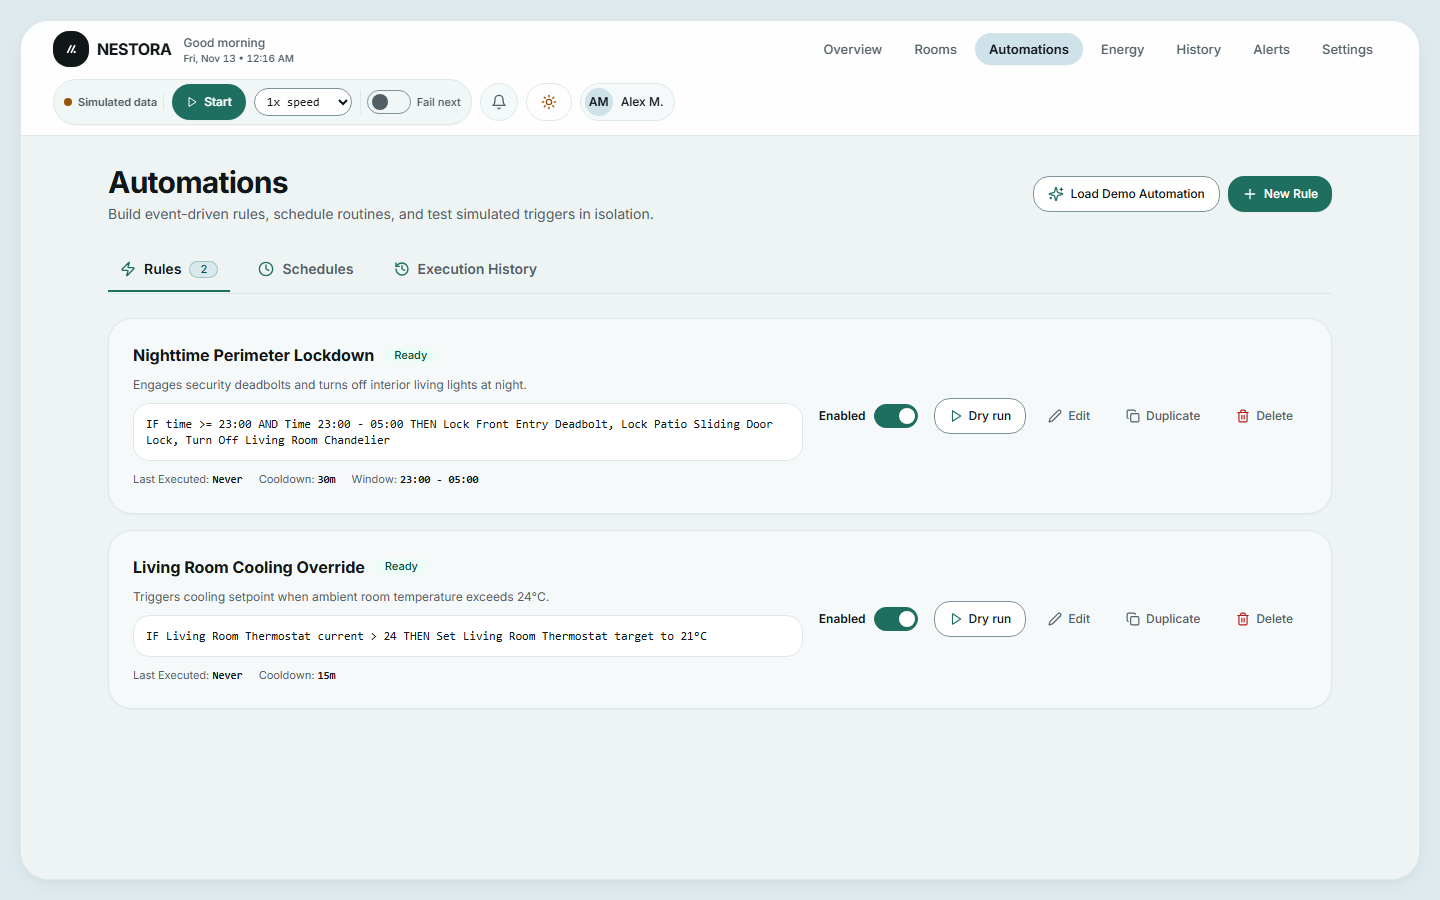 NESTORA
Good morning
Fri, Nov 13 • 12:16 AM
Overview
Rooms
Automations
Energy
History
Alerts
Settings
Simulated data
Start
1x speed
Fail next
AM
Alex M.
Automations
Build event-driven rules, schedule routines, and test simulated triggers in isolation.
Load Demo Automation
New Rule
Rules 2
Schedules
Execution History
Nighttime Perimeter Lockdown
Ready
Engages security deadbolts and turns off interior living lights at night.
IF time >= 23:00 AND Time 23:00 - 05:00 THEN Lock Front Entry Deadbolt, Lock Patio Sliding Door
Lock, Turn Off Living Room Chandelier
Last Executed: Never Cooldown: 30m Window: 23:00 - 05:00
Enabled
Dry run
Edit
Duplicate
Delete
Living Room Cooling Override
Ready
Triggers cooling setpoint when ambient room temperature exceeds 24°C.
IF Living Room Thermostat current > 24 THEN Set Living Room Thermostat target to 21°C
Last Executed: Never Cooldown: 15m
Enabled
Dry run
Edit
Duplicate
Delete